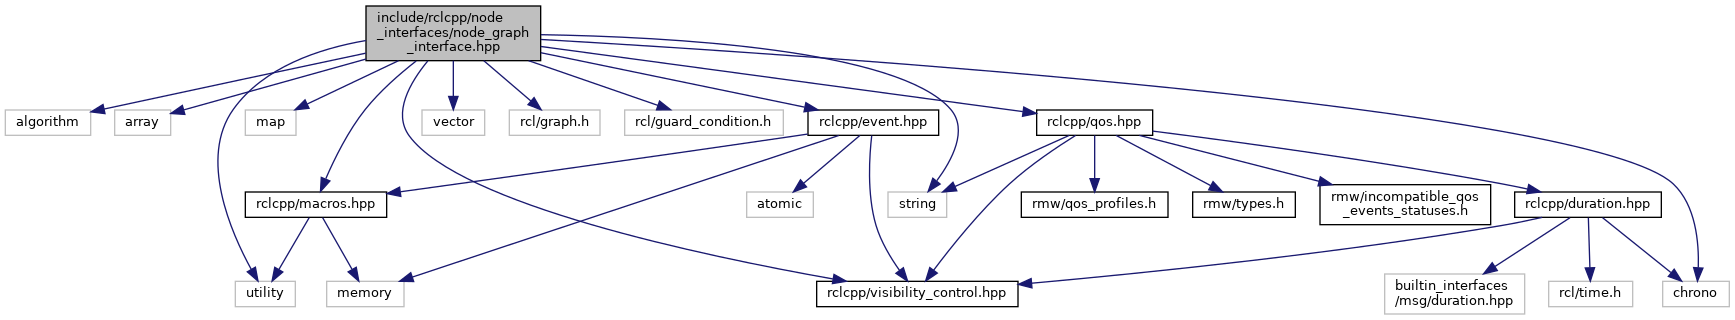 include/rclcpp/node
_interfaces/node_graph
_interface.hpp
algorithm
array
map
vector
rcl/graph.h
rcl/guard_condition.h
rclcpp/event.hpp
rclcpp/qos.hpp
rclcpp/macros.hpp
atomic
string
rmw/qos_profiles.h
rmw/types.h
rmw/incompatible_qos
_events_statuses.h
rclcpp/duration.hpp
utility
memory
rclcpp/visibility_control.hpp
builtin_interfaces
/msg/duration.hpp
rcl/time.h
chrono